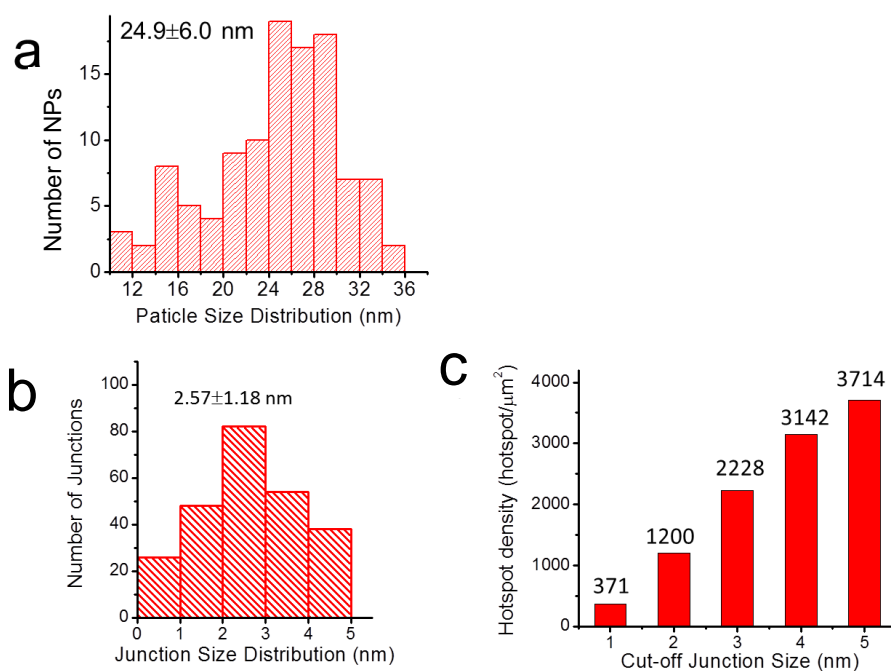 a
24.9±6.0 nm
Number of NPs
15
10
5
0
12 16 20 24 28 32 36
Paticle Size Distribution (nm)
b
2.57±1.18 nm
Number of Junctions
100
80
60
40
20
0
0 1 2 3 4 5
Junction Size Distribution (nm)
c
Hotspot density (hotspot/μm²)
4000
3000
2000
1000
0
371
1200
2228
3142
3714
1 2 3 4 5
Cut-off Junction Size (nm)